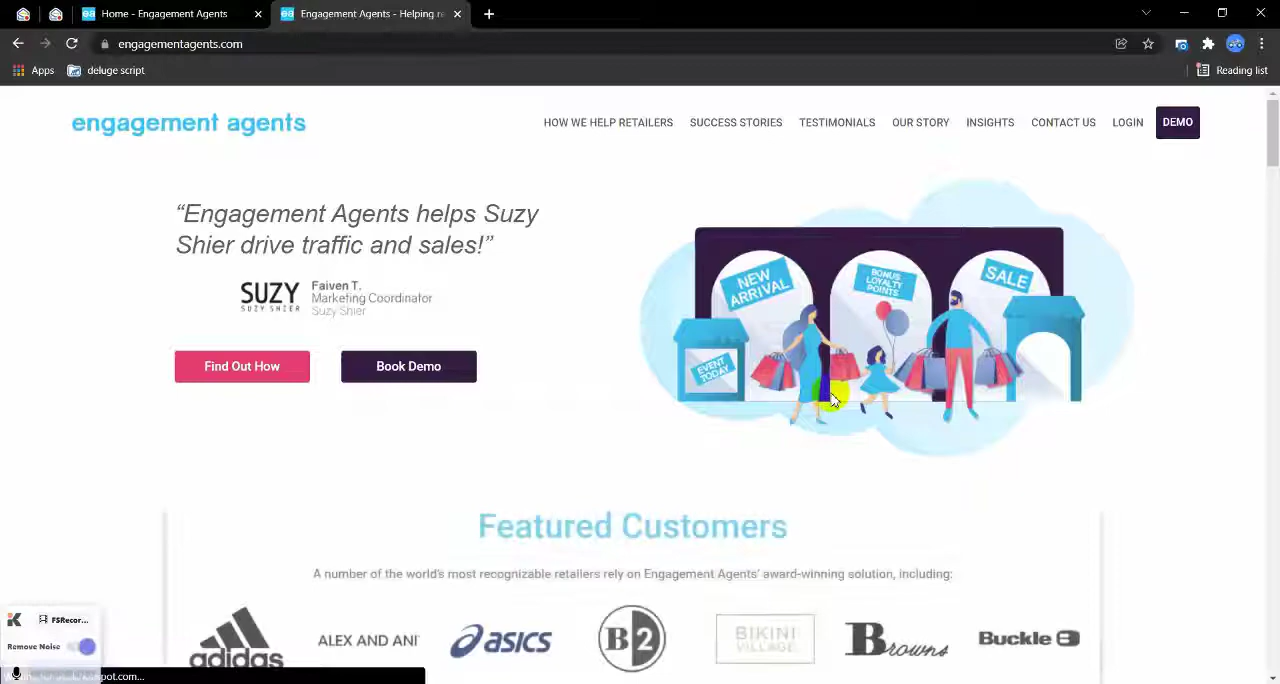 Home - Engagement Agents
Engagement Agents - Helping re
engagementagents.com
Apps
deluge script
Reading list
engagement agents
HOW WE HELP RETAILERS
SUCCESS STORIES
TESTIMONIALS
OUR STORY
INSIGHTS
CONTACT US
LOGIN
DEMO
“Engagement Agents helps Suzy
Shier drive traffic and sales!”
SUZY
SUZY SHIER
Faiven T.
Marketing Coordinator
Suzy Shier
Find Out How
Book Demo
NEW
ARRIVAL
BONUS
LOYALTY
POINTS
SALE
EVENT
TODAY
Featured Customers
A number of the world's most recognizable retailers rely on Engagement Agents' award-winning solution, including:
adidas
ALEX AND ANI
asics
B2
BIKINI
VILLAGE
Browns
Buckle B
FSRecor...
Remove Noise